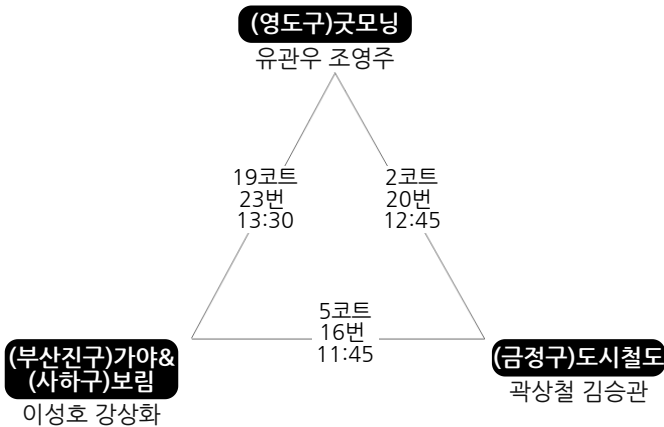 (영도구)굿모닝
유관우 조영주
19코트
23번
13:30
2코트
20번
12:45
5코트
16번
11:45
(부산진구)가야&
(사하구)보림
이성호 강상화
(금정구)도시철도
곽상철 김승관